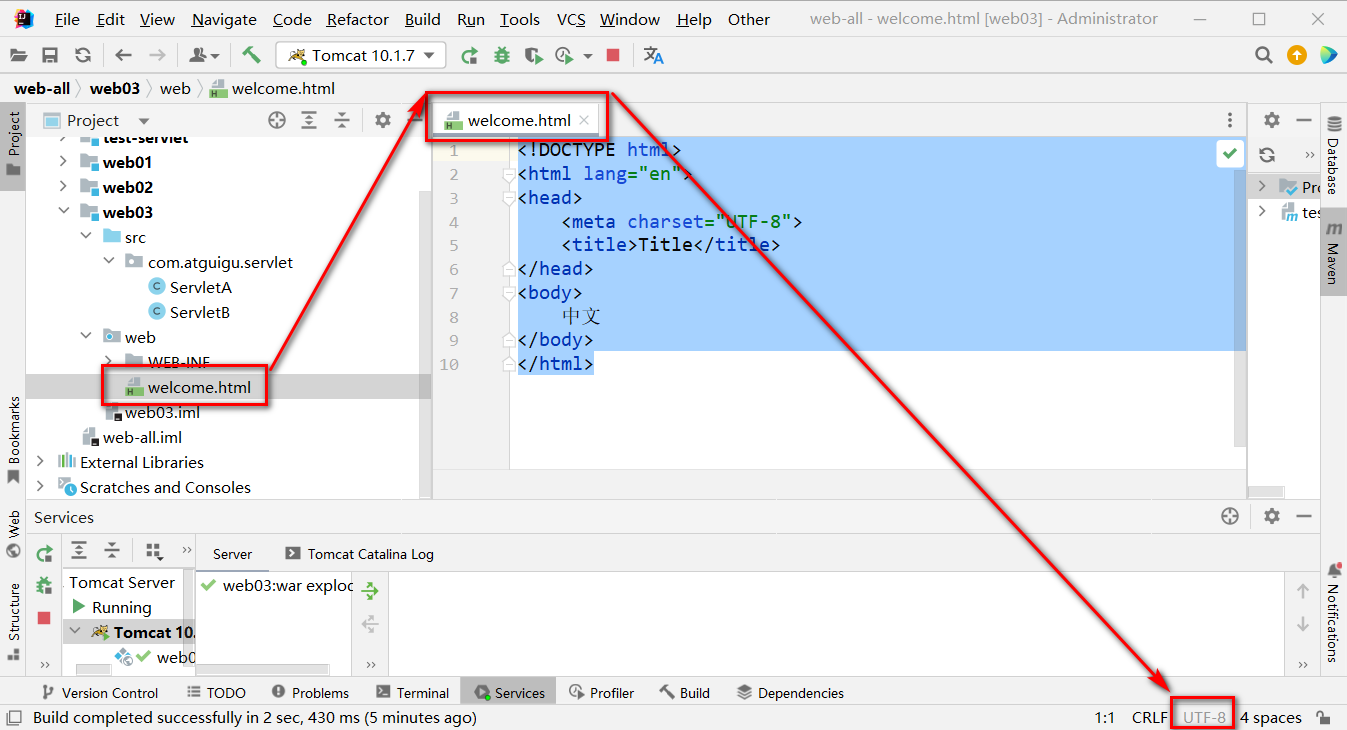 File Edit View Navigate Code Refactor Build Run Tools VCS Window Help Other web-all - welcome.html [web03] - Administrator
Tomcat 10.1.7
web-all web03 web welcome.html
Project
Project
welcome.html
test-servlet
web01
web02
web03
src
com.atguigu.servlet
ServletA
ServletB
web
WEB-INF
welcome.html
web03.iml
web-all.iml
External Libraries
Scratches and Consoles
1 <!DOCTYPE html>
2 <html lang="en">
3 <head>
4 <meta charset="UTF-8">
5 <title>Title</title>
6 </head>
7 <body>
8 中文
9 </body>
10 </html>
Pro
tes
Database
Maven
Notifications
Bookmarks
Web
Structure
Services
Server Tomcat Catalina Log
Tomcat Server
Running
Tomcat 10.
web0
web03:war exploc
Version Control TODO Problems Terminal Services Profiler Build Dependencies
Build completed successfully in 2 sec, 430 ms (5 minutes ago) 1:1 CRLF UTF-8 4 spaces